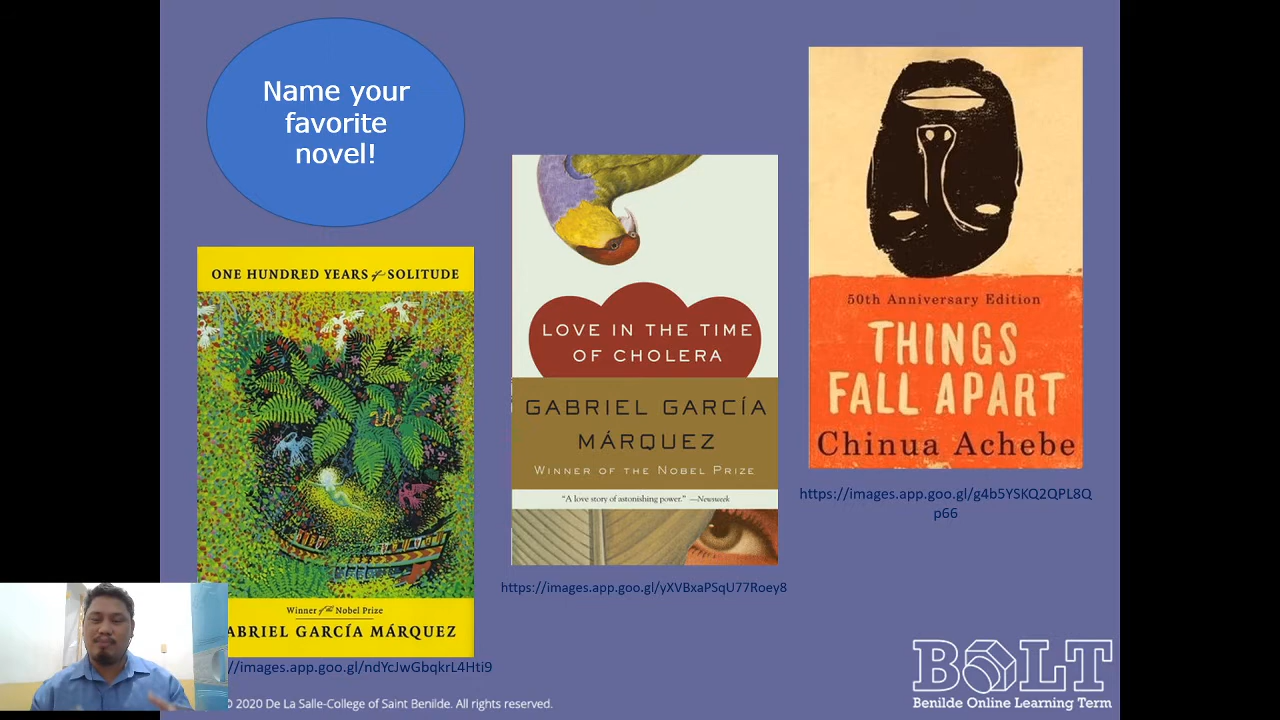 Name your
favorite
novel!
ONE HUNDRED YEARS of SOLITUDE
Winner of the Nobel Prize
ABRIEL GARCÍA MÁRQUEZ
//images.app.goo.gl/ndYcJwGbqkrL4Hti9
LOVE IN THE TIME
OF CHOLERA
GABRIEL GARCÍA
MÁRQUEZ
WINNER OF THE NOBEL PRIZE
"A love story of astonishing power." —Newsweek
https://images.app.goo.gl/yXVBxaPSqU77Roey8
50th Anniversary Edition
THINGS
FALL APART
Chinua Achebe
https://images.app.goo.gl/g4b5YSKQ2QPL8Q
p66
© 2020 De La Salle-College of Saint Benilde. All rights reserved.
BOLT
Benilde Online Learning Term